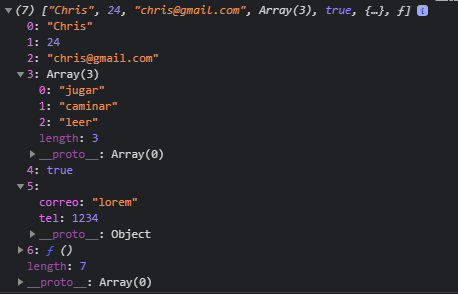 ▼(7) ["Chris", 24, "chris@gmail.com", Array(3), true, {…}, ƒ] i
0: "Chris"
1: 24
2: "chris@gmail.com"
▼3: Array(3)
0: "jugar"
1: "caminar"
2: "leer"
length: 3
▶__proto__: Array(0)
4: true
▼5:
correo: "lorem"
tel: 1234
▶__proto__: Object
▶6: ƒ ()
length: 7
▶__proto__: Array(0)